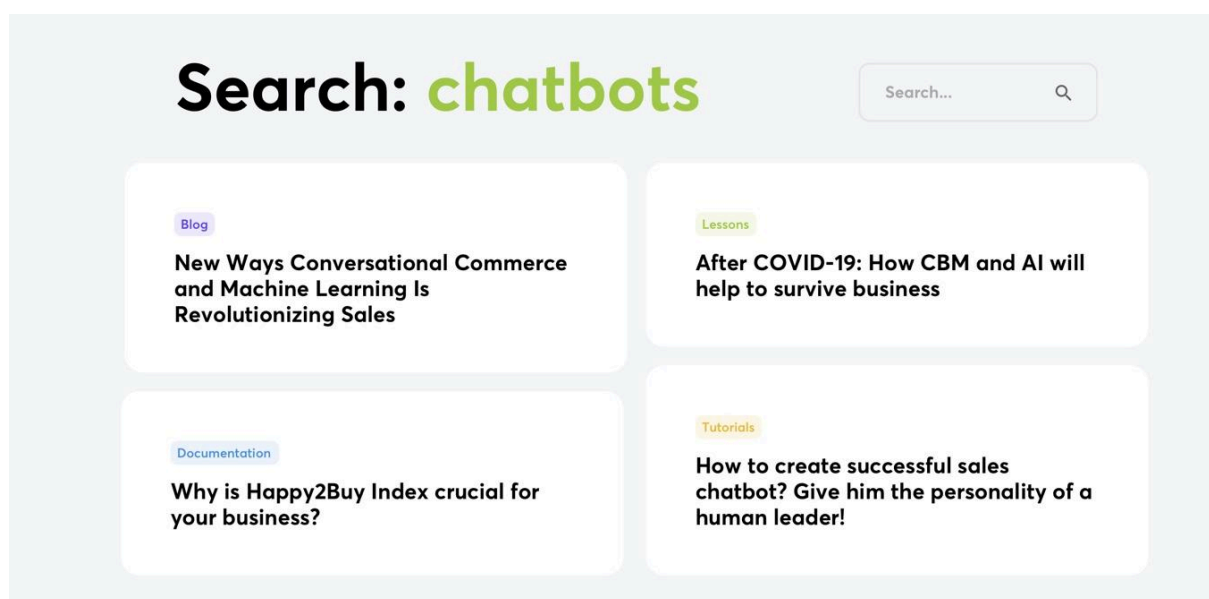 Search: chatbots
Search...
Blog
New Ways Conversational Commerce
and Machine Learning Is
Revolutionizing Sales
Lessons
After COVID-19: How CBM and AI will
help to survive business
Documentation
Why is Happy2Buy Index crucial for
your business?
Tutorials
How to create successful sales
chatbot? Give him the personality of a
human leader!